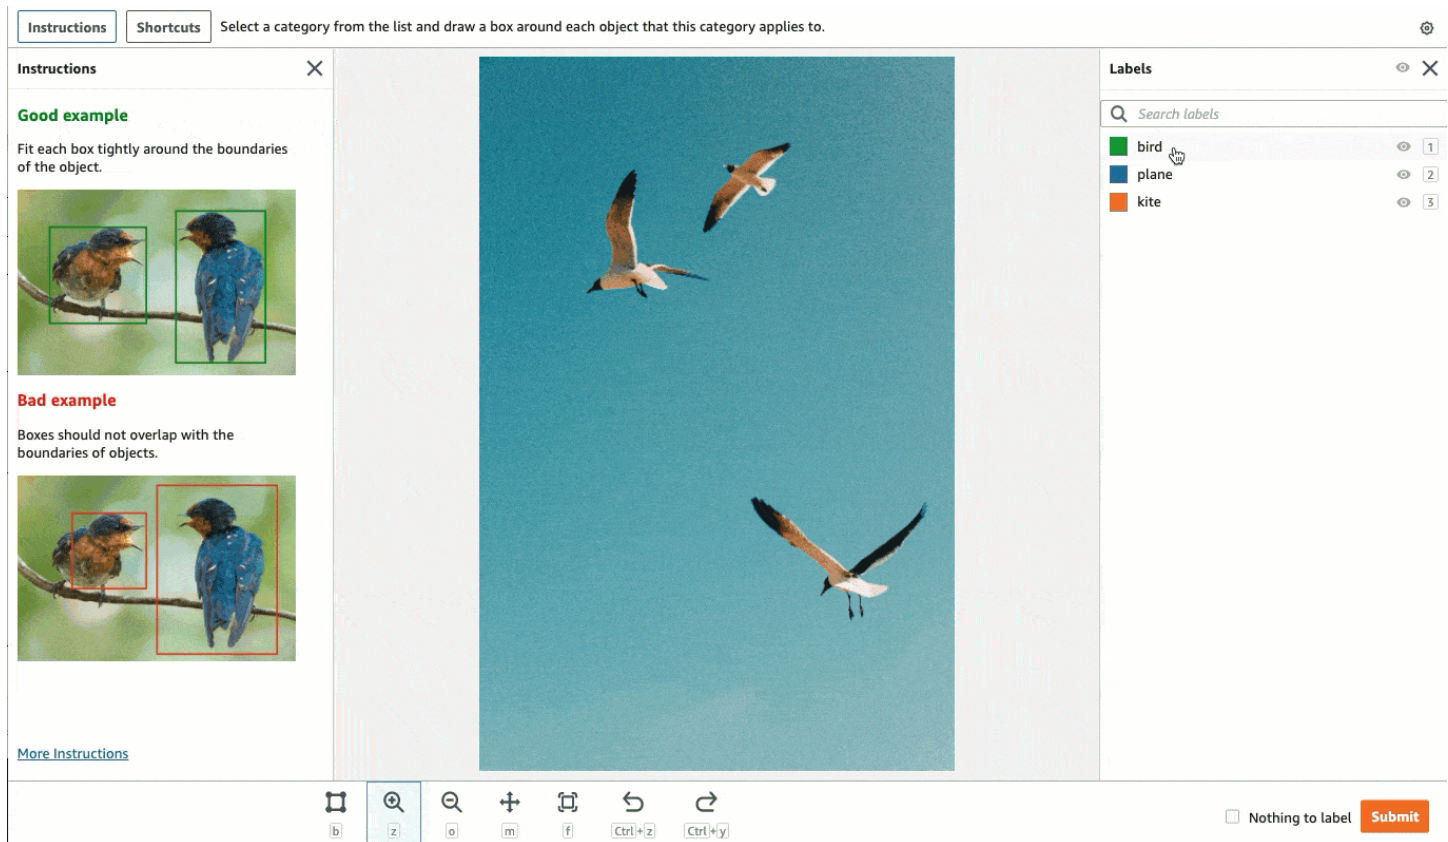 Instructions
Shortcuts
Select a category from the list and draw a box around each object that this category applies to.
Instructions
Good example
Fit each box tightly around the boundaries
of the object.
Bad example
Boxes should not overlap with the
boundaries of objects.
More Instructions
Labels
Search labels
bird 1
plane 2
kite 3
b
z
o
m
f
Ctrl+z
Ctrl+y
Nothing to label
Submit